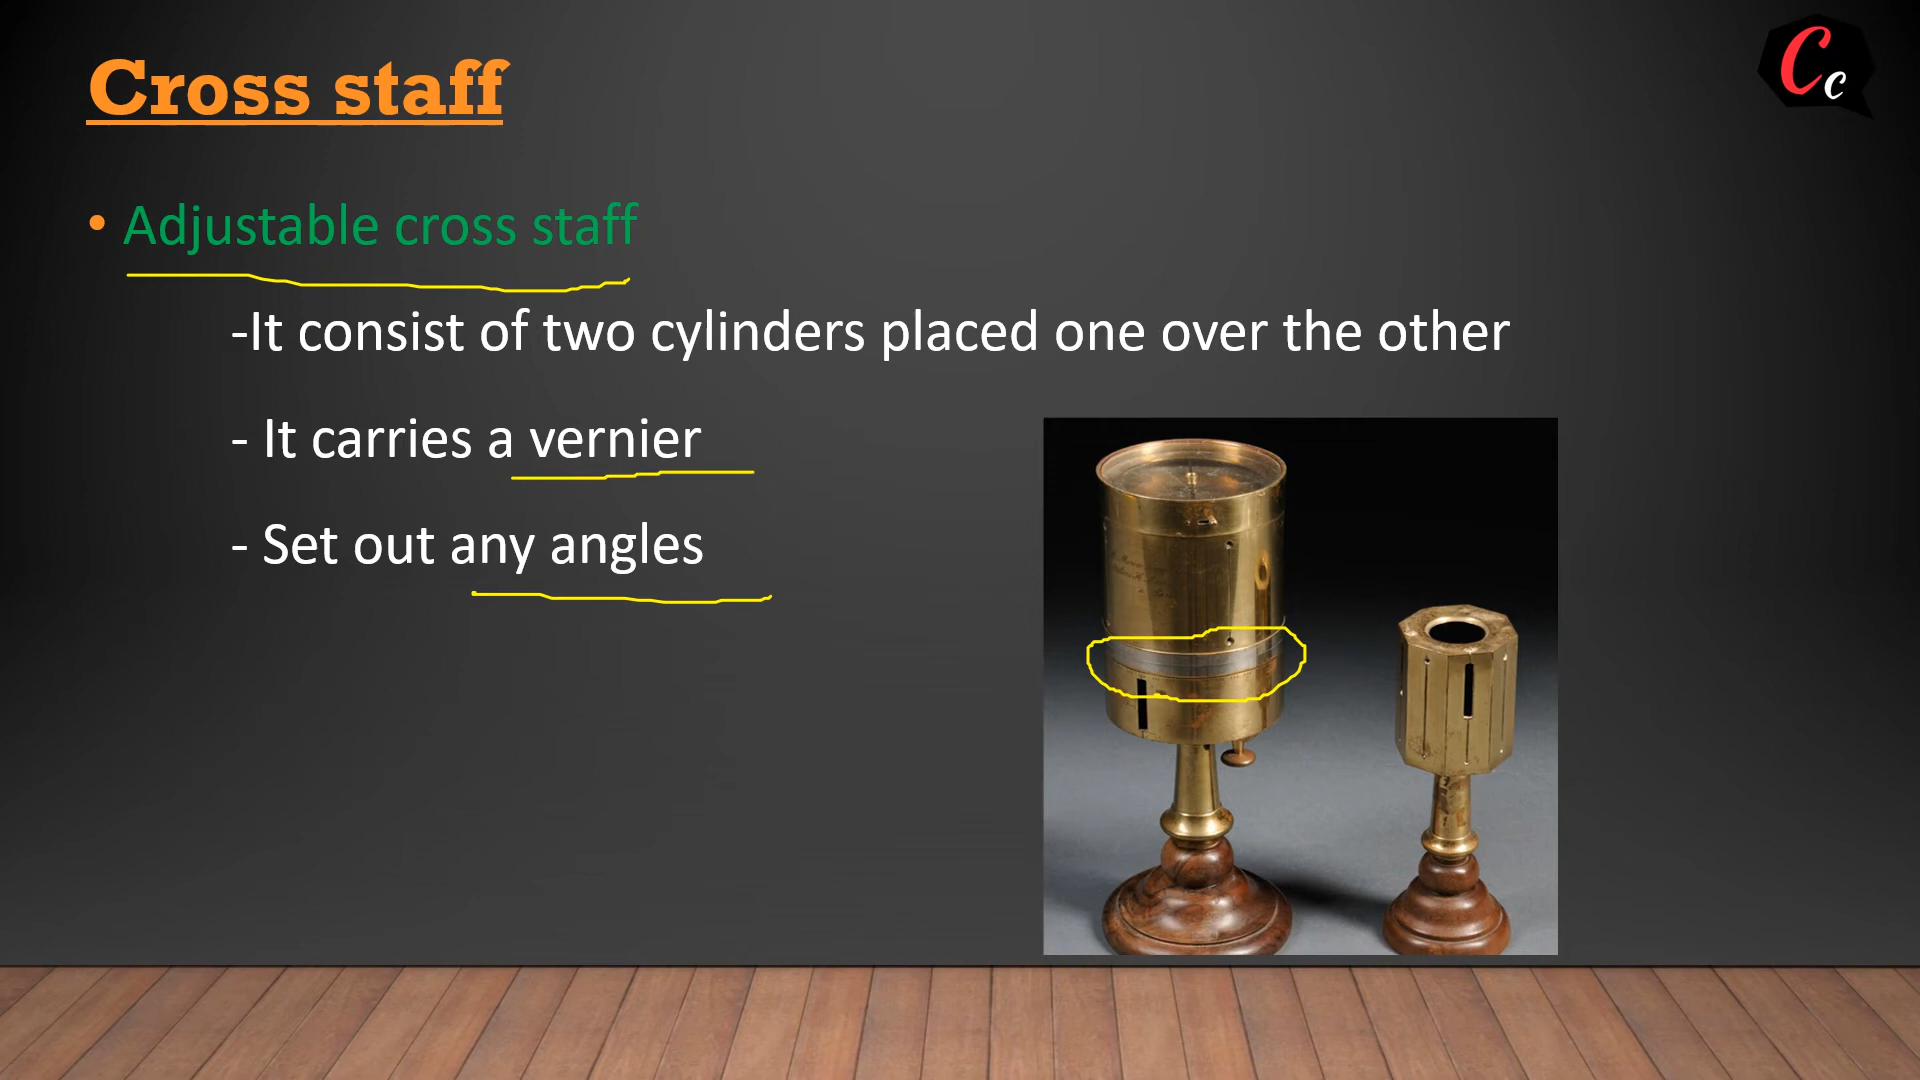 Cross staff
Cc
• Adjustable cross staff
-It consist of two cylinders placed one over the other
- It carries a vernier
- Set out any angles